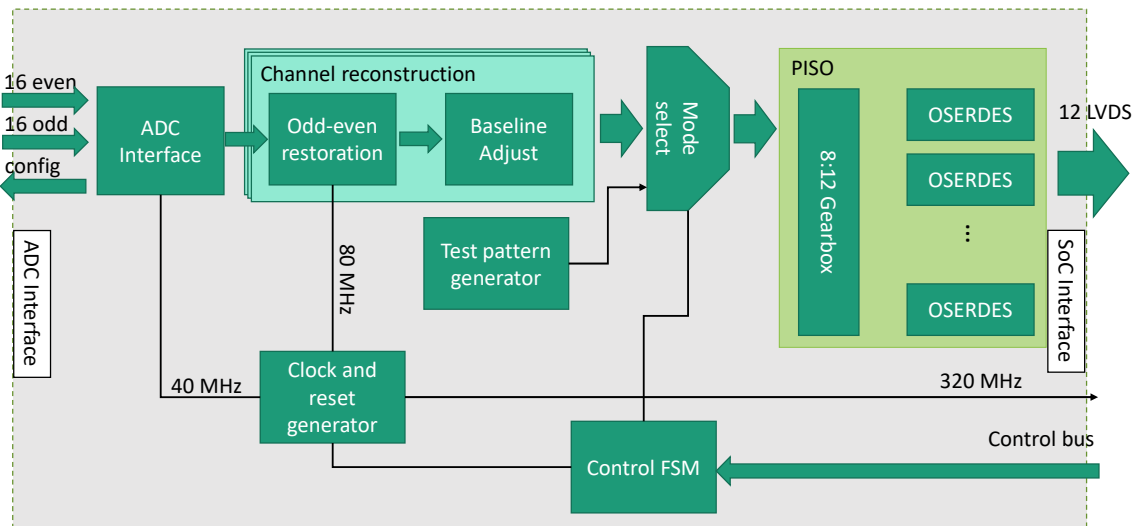 16 even
16 odd
config
ADC
Interface
Channel reconstruction
Odd-even
restoration
Baseline
Adjust
Mode
select
PISO
8:12 Gearbox
OSERDES
OSERDES
...
OSERDES
12 LVDS
Test pattern
generator
80 MHz
ADC Interface
SoC Interface
40 MHz
Clock and
reset
generator
320 MHz
Control FSM
Control bus